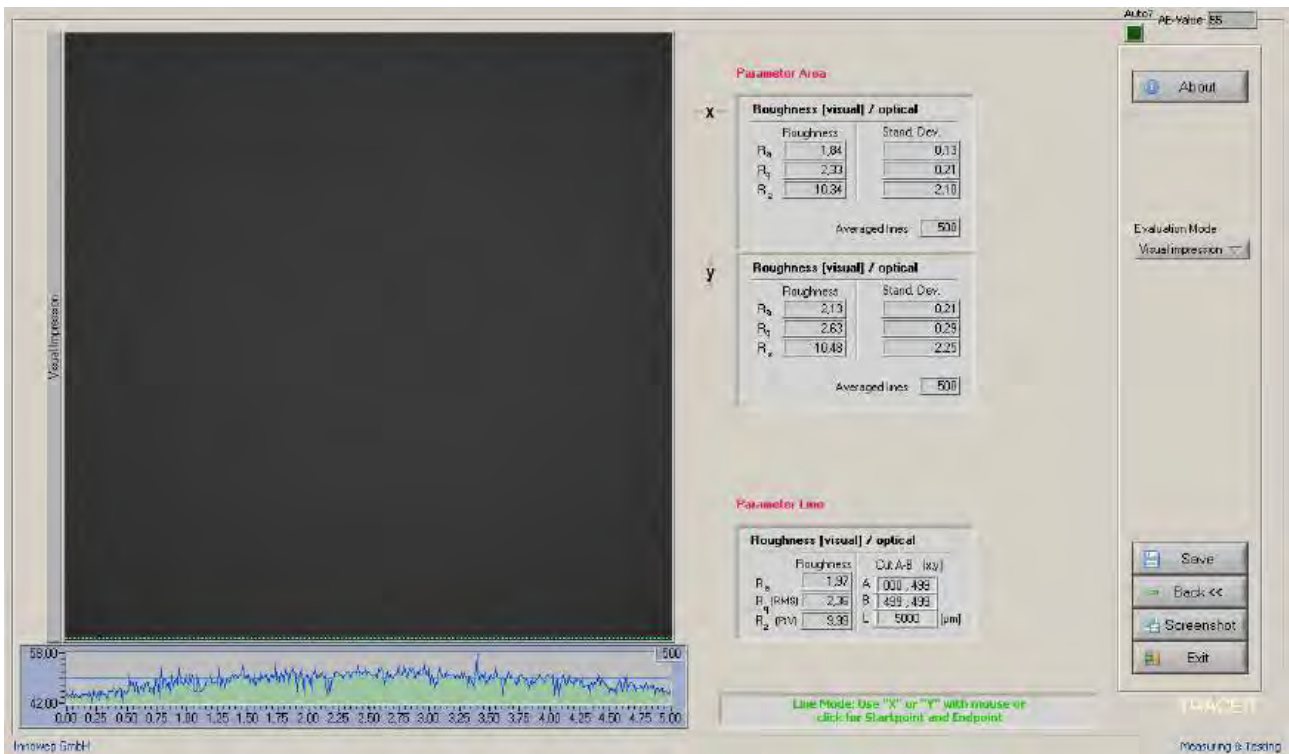 Auto?
AE-Value: 55
Parameter Area
About
x
Roughness [visual] / optical
Roughness Stand. Dev.
Ra 1,84 0,13
Rq 2,33 0,21
Rz 10,34 2,10
Averaged lines 500
Evaluation Mode
Visual impression
y
Roughness [visual] / optical
Roughness Stand. Dev.
Ra 2,13 0,21
Rq 2,63 0,29
Rz 10,48 2,25
Averaged lines 500
Visual Impression
Parameter Line
Roughness [visual] / optical
Roughness Cut A-B (x,y)
Ra 1,97 A 000 , 499
Rq (RMS) 2,36 B 499 , 499
Rz (P/V) 9,99 L 5000 [µm]
Save
Back <<
Screenshot
Exit
58,00
500
42,00
0.00 0.25 0.50 0.75 1.00 1.25 1.50 1.75 2.00 2.25 2.50 2.75 3.00 3.25 3.50 3.75 4.00 4.25 4.50 4.75 5.00
Line Mode: Use "X" or "Y" with mouse or
click for Startpoint and Endpoint
TRACEiT
Innowep GmbH
Measuring & Testing